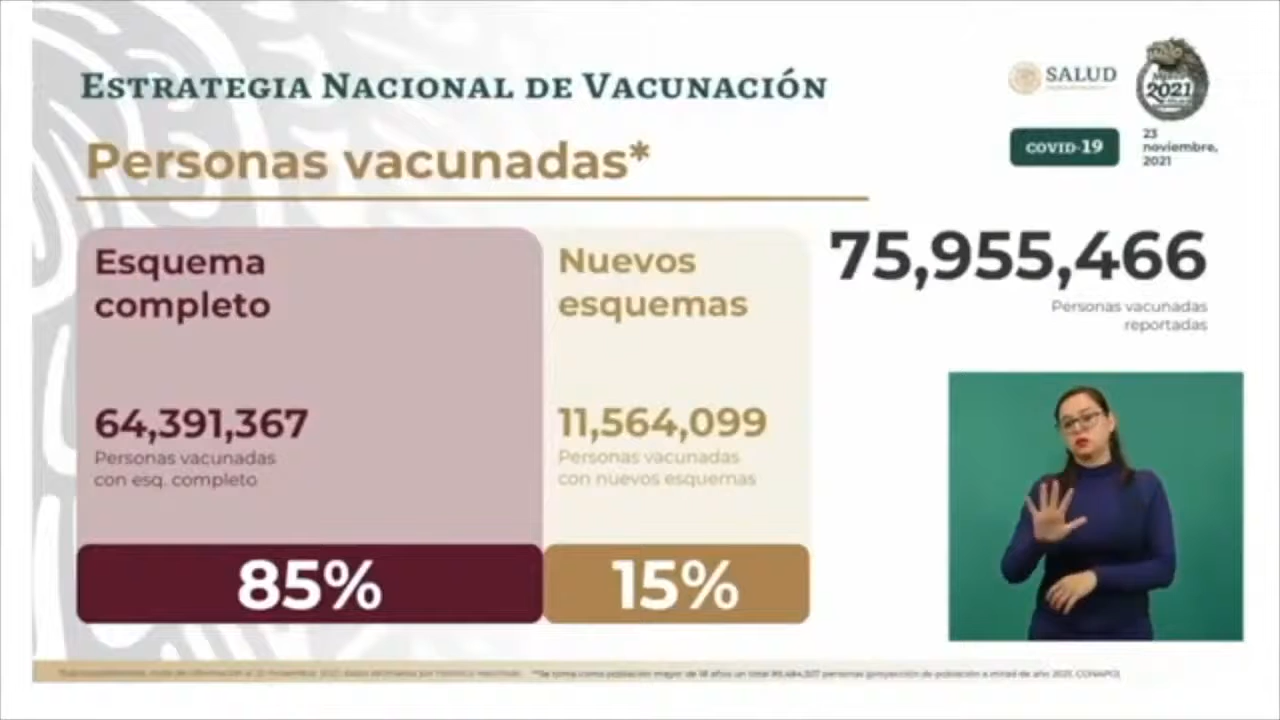 ESTRATEGIA NACIONAL DE VACUNACIÓN
Personas vacunadas*
SALUD
2021
COVID-19
23
noviembre,
2021
Esquema
completo
64,391,367
Personas vacunadas
con esq. completo
85%
Nuevos
esquemas
11,564,099
Personas vacunadas
con nuevos esquemas
15%
75,955,466
Personas vacunadas
reportadas